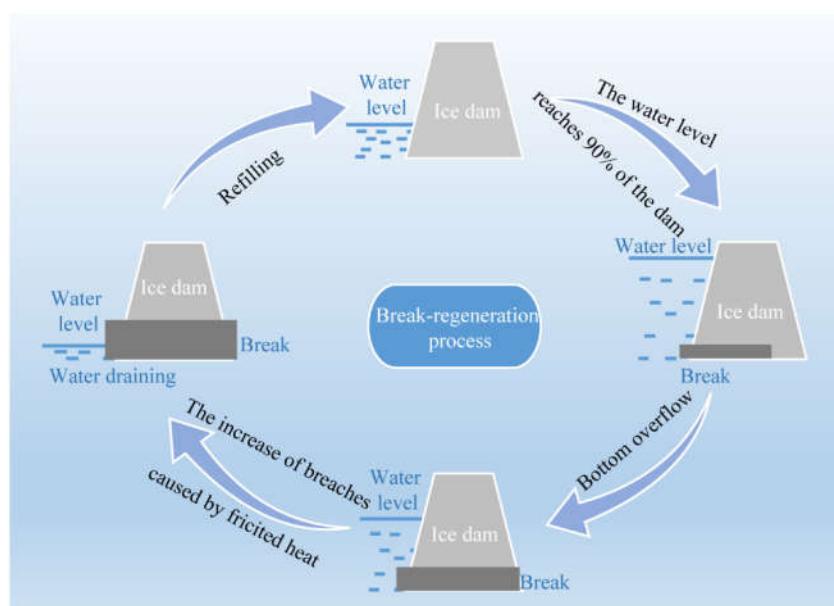 Water
level
Ice dam
The water level
reaches 90% of the dam
Refilling
Water level
Ice dam
Break
Ice dam
Water
level
Break
Water draining
Break-regeneration
process
Bottom overflow
The increase of breaches
caused by fricited heat
Water
level
Ice dam
Break